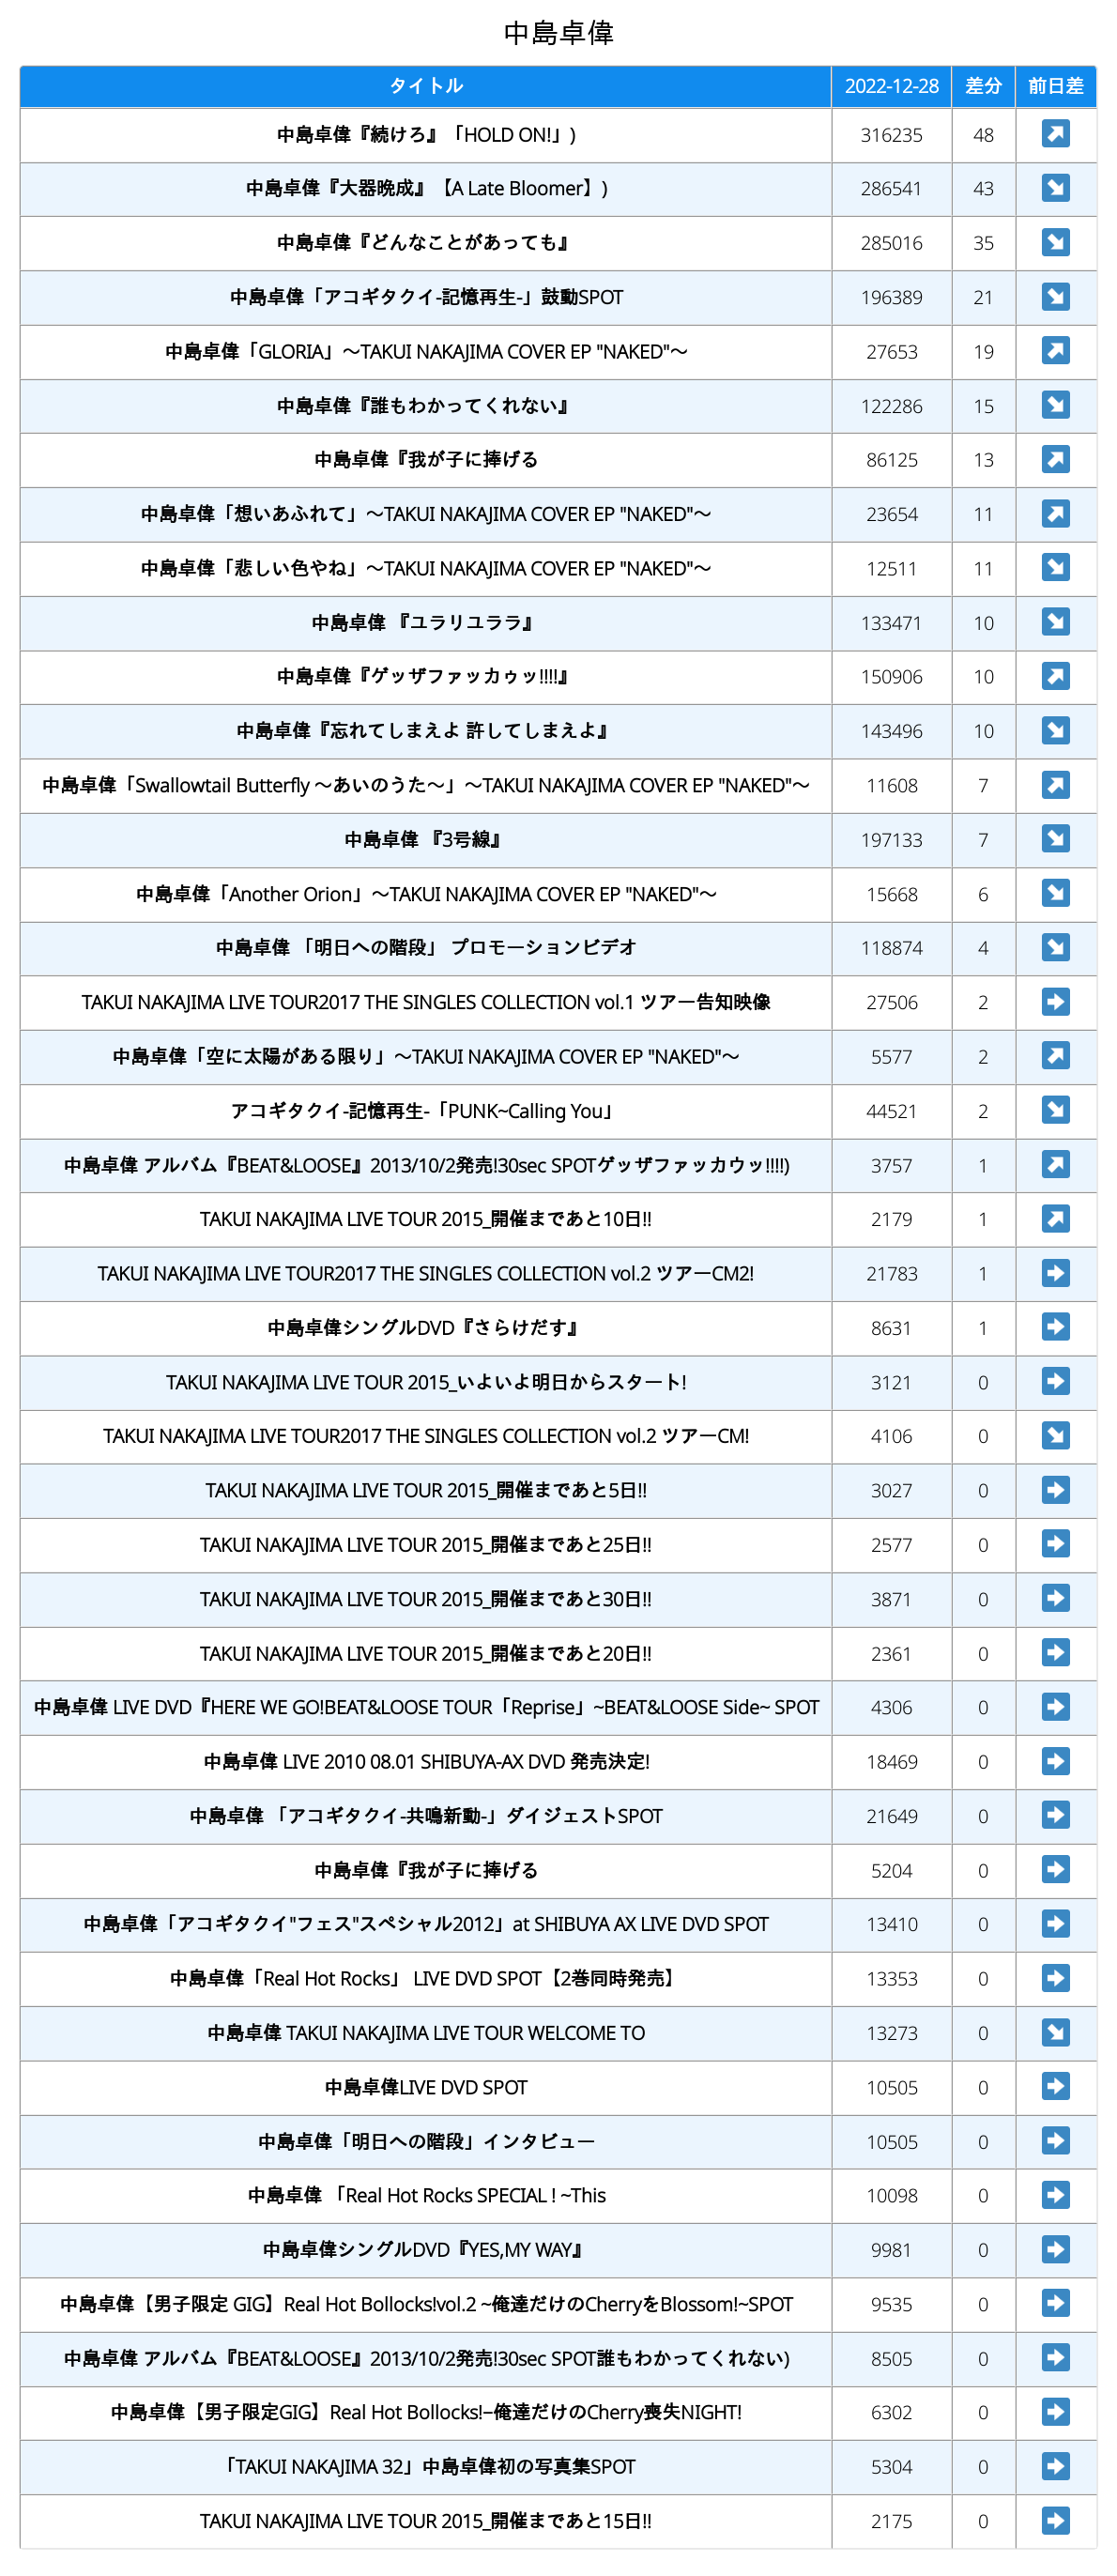 中島卓偉
タイトル 2022-12-28 差分 前日差
中島卓偉『続けろ』「HOLD ON!」) 316235 48 ↗
中島卓偉『大器晩成』【A Late Bloomer】) 286541 43 ↘
中島卓偉『どんなことがあっても』 285016 35 ↘
中島卓偉「アコギタクイ-記憶再生-」鼓動SPOT 196389 21 ↘
中島卓偉「GLORIA」～TAKUI NAKAJIMA COVER EP "NAKED"～ 27653 19 ↗
中島卓偉『誰もわかってくれない』 122286 15 ↘
中島卓偉『我が子に捧げる 86125 13 ↗
中島卓偉「想いあふれて」～TAKUI NAKAJIMA COVER EP "NAKED"～ 23654 11 ↗
中島卓偉「悲しい色やね」～TAKUI NAKAJIMA COVER EP "NAKED"～ 12511 11 ↘
中島卓偉 『ユラリユララ』 133471 10 ↘
中島卓偉『ゲッザファッカゥッ!!!!』 150906 10 ↗
中島卓偉『忘れてしまえよ 許してしまえよ』 143496 10 ↘
中島卓偉「Swallowtail Butterfly ～あいのうた～」～TAKUI NAKAJIMA COVER EP "NAKED"～ 11608 7 ↗
中島卓偉 『3号線』 197133 7 ↘
中島卓偉「Another Orion」～TAKUI NAKAJIMA COVER EP "NAKED"～ 15668 6 ↘
中島卓偉 「明日への階段」 プロモーションビデオ 118874 4 ↘
TAKUI NAKAJIMA LIVE TOUR2017 THE SINGLES COLLECTION vol.1 ツアー告知映像 27506 2 →
中島卓偉「空に太陽がある限り」～TAKUI NAKAJIMA COVER EP "NAKED"～ 5577 2 ↗
アコギタクイ-記憶再生-「PUNK~Calling You」 44521 2 ↘
中島卓偉 アルバム『BEAT&LOOSE』2013/10/2発売!30sec SPOTゲッザファッカウッ!!!!) 3757 1 ↗
TAKUI NAKAJIMA LIVE TOUR 2015_開催まであと10日!! 2179 1 ↗
TAKUI NAKAJIMA LIVE TOUR2017 THE SINGLES COLLECTION vol.2 ツアーCM2! 21783 1 →
中島卓偉シングルDVD『さらけだす』 8631 1 →
TAKUI NAKAJIMA LIVE TOUR 2015_いよいよ明日からスタート! 3121 0 →
TAKUI NAKAJIMA LIVE TOUR2017 THE SINGLES COLLECTION vol.2 ツアーCM! 4106 0 ↘
TAKUI NAKAJIMA LIVE TOUR 2015_開催まであと5日!! 3027 0 →
TAKUI NAKAJIMA LIVE TOUR 2015_開催まであと25日!! 2577 0 →
TAKUI NAKAJIMA LIVE TOUR 2015_開催まであと30日!! 3871 0 →
TAKUI NAKAJIMA LIVE TOUR 2015_開催まであと20日!! 2361 0 →
中島卓偉 LIVE DVD『HERE WE GO!BEAT&LOOSE TOUR「Reprise」~BEAT&LOOSE Side~ SPOT 4306 0 →
中島卓偉 LIVE 2010 08.01 SHIBUYA-AX DVD 発売決定! 18469 0 →
中島卓偉 「アコギタクイ-共鳴新動-」ダイジェストSPOT 21649 0 →
中島卓偉『我が子に捧げる 5204 0 →
中島卓偉「アコギタクイ"フェス"スペシャル2012」at SHIBUYA AX LIVE DVD SPOT 13410 0 →
中島卓偉「Real Hot Rocks」 LIVE DVD SPOT【2巻同時発売】 13353 0 →
中島卓偉 TAKUI NAKAJIMA LIVE TOUR WELCOME TO 13273 0 ↘
中島卓偉LIVE DVD SPOT 10505 0 →
中島卓偉「明日への階段」インタビュー 10505 0 →
中島卓偉 「Real Hot Rocks SPECIAL ! ~This 10098 0 →
中島卓偉シングルDVD『YES,MY WAY』 9981 0 →
中島卓偉【男子限定 GIG】Real Hot Bollocks!vol.2 ~俺達だけのCherryをBlossom!~SPOT 9535 0 →
中島卓偉 アルバム『BEAT&LOOSE』2013/10/2発売!30sec SPOT誰もわかってくれない) 8505 0 →
中島卓偉【男子限定GIG】Real Hot Bollocks!−俺達だけのCherry喪失NIGHT! 6302 0 →
「TAKUI NAKAJIMA 32」中島卓偉初の写真集SPOT 5304 0 →
TAKUI NAKAJIMA LIVE TOUR 2015_開催まであと15日!! 2175 0 →